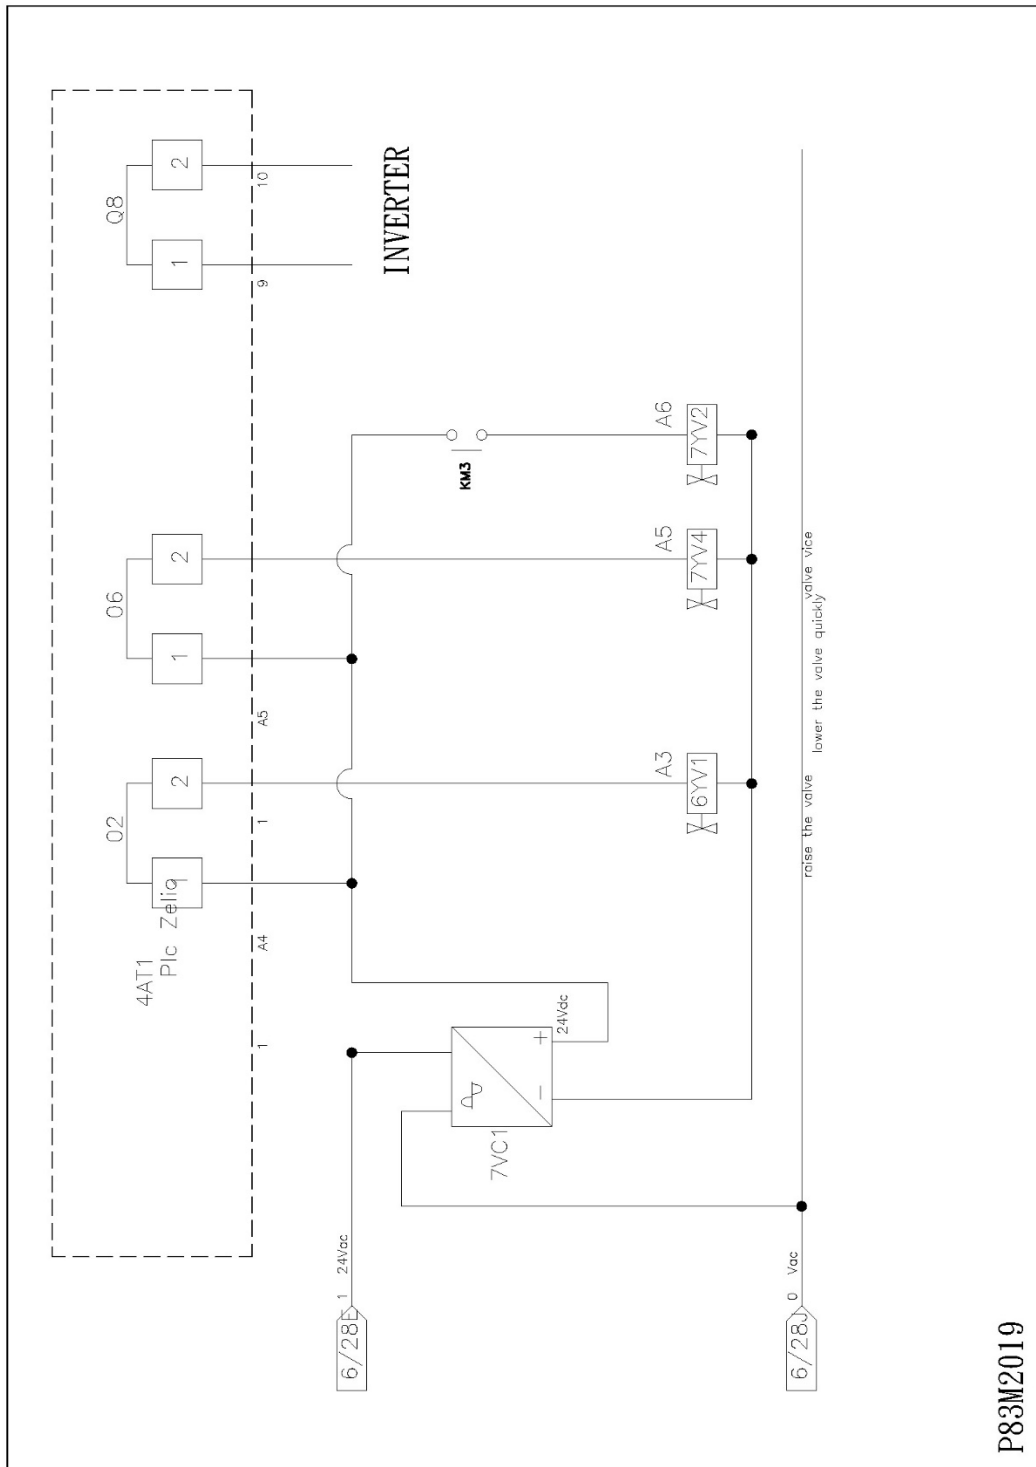 02
06
Q8
4AT1
Plc Zelio
1
2
1
2
1
2
1
A4
1
A5
9
10
6/28E
1 24Vac
INVERTER
KM3
7VC1
- +
24Vdc
A3
A5
A6
6YV1
7YV4
7YV2
6/28J
0 Vac
raise the valve
lower the valve quickly
valve vice
P83M2019